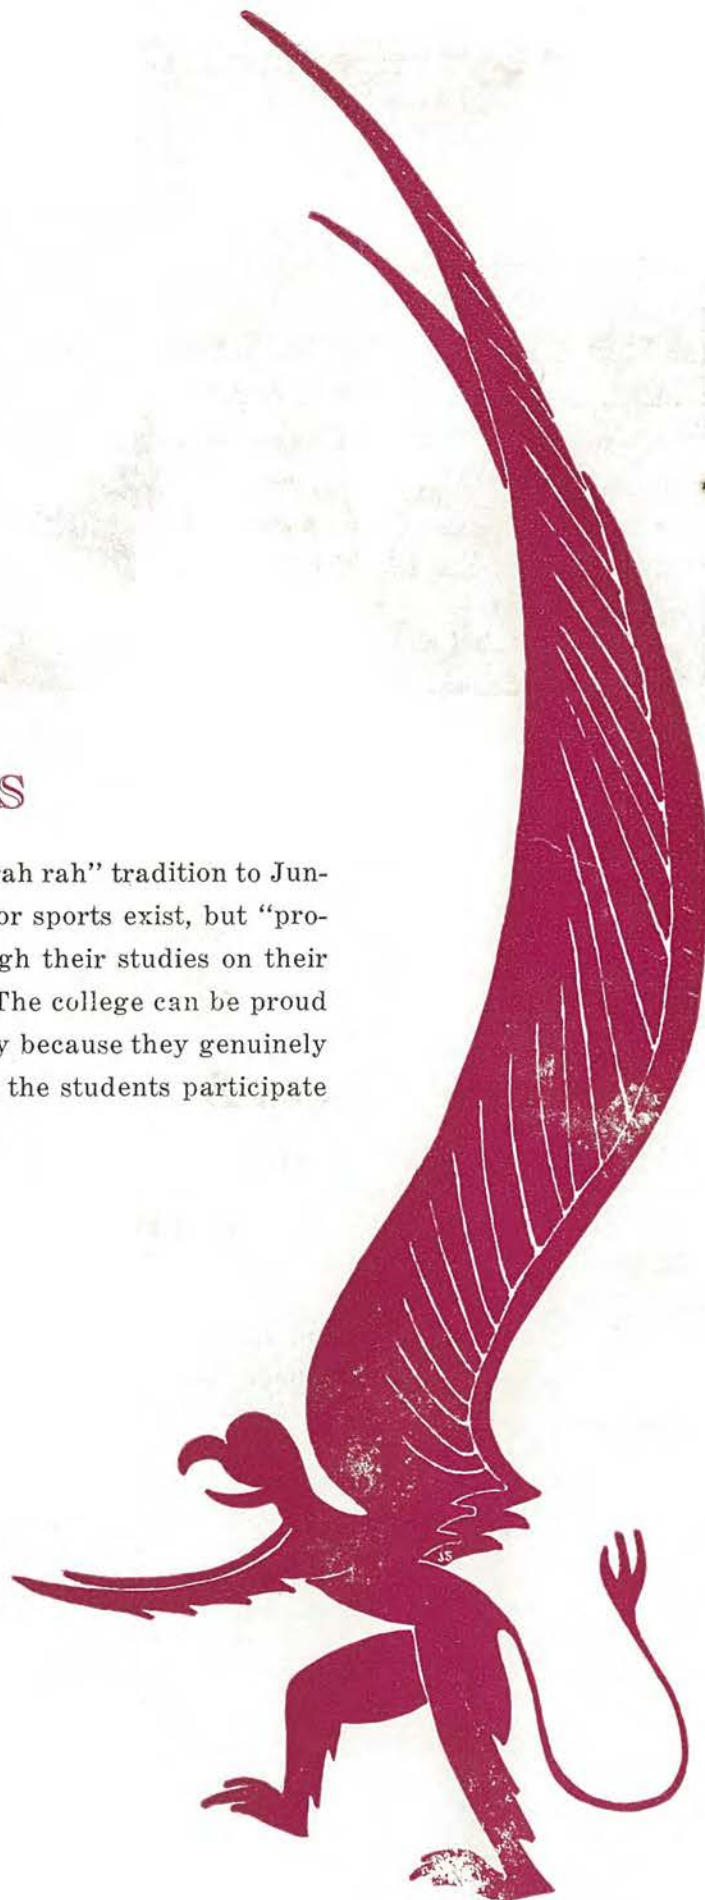 S
ah rah” tradition to Jun-
or sports exist, but “pro-
gh their studies on their
The college can be proud
y because they genuinely
the students participate
JS